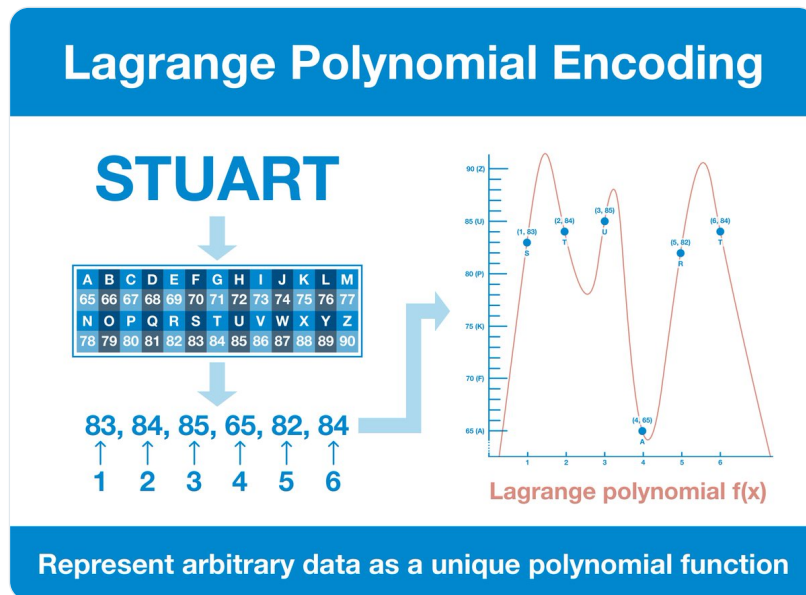 Lagrange Polynomial Encoding
STUART
A B C D E F G H I J K L M
65 66 67 68 69 70 71 72 73 74 75 76 77
N O P Q R S T U V W X Y Z
78 79 80 81 82 83 84 85 86 87 88 89 90
83, 84, 85, 65, 82, 84
1 2 3 4 5 6
90 (Z)
85 (U)
80 (P)
75 (K)
70 (F)
65 (A)
(1, 83)
S
(2, 84)
T
(3, 85)
U
(4, 65)
A
(5, 82)
R
(6, 84)
T
1 2 3 4 5 6
Lagrange polynomial f(x)
Represent arbitrary data as a unique polynomial function